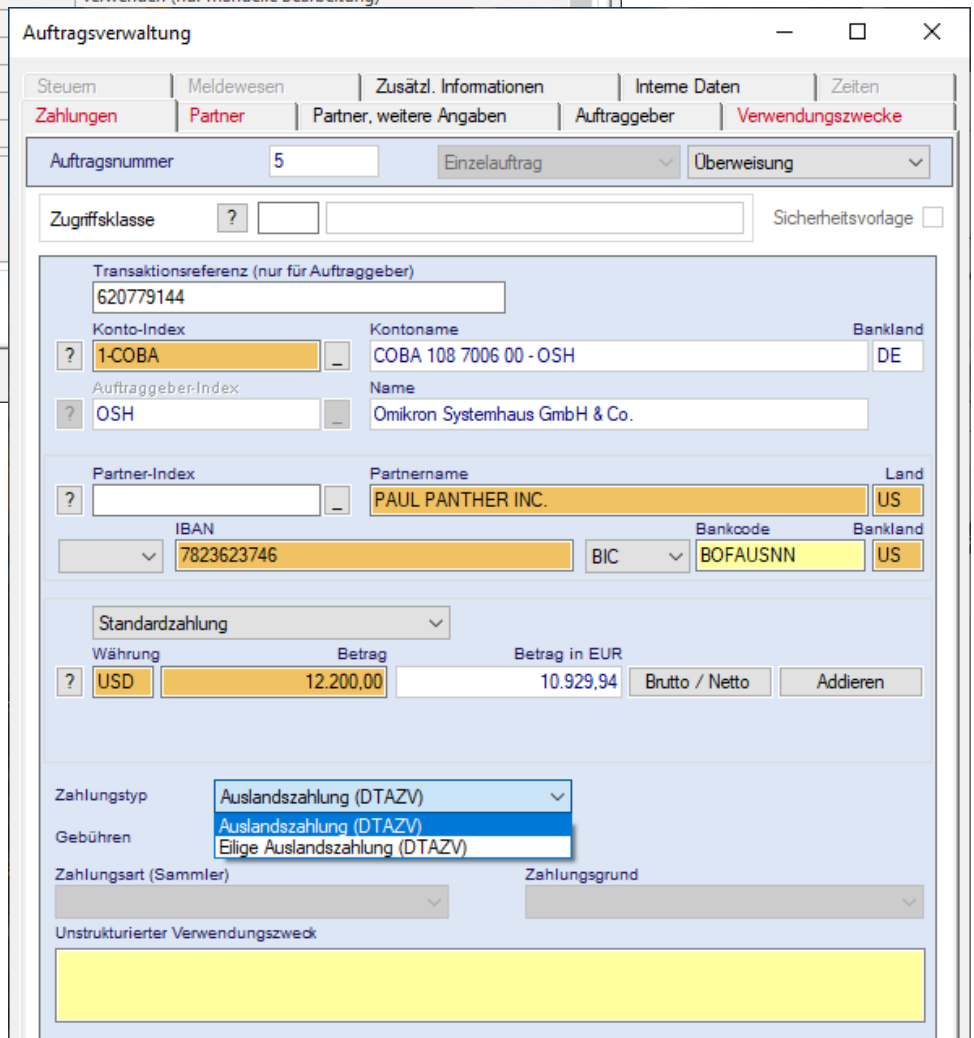 verwenden (nur manuelle Bearbeitung)
Auftragsverwaltung
Steuern Meldewesen Zusätzl. Informationen Interne Daten Zeiten
Zahlungen Partner Partner, weitere Angaben Auftraggeber Verwendungszwecke
Auftragsnummer 5 Einzelauftrag Überweisung
Zugriffsklasse ? Sicherheitsvorlage
Transaktionsreferenz (nur für Auftraggeber)
620779144
Konto-Index Kontoname Bankland
? 1-COBA _ COBA 108 7006 00 - OSH DE
Auftraggeber-Index Name
? OSH _ Omikron Systemhaus GmbH & Co.
Partner-Index Partnername Land
? _ PAUL PANTHER INC. US
IBAN Bankcode Bankland
7823623746 BIC BOFAUSNN US
Standardzahlung
Währung Betrag Betrag in EUR
? USD 12.200,00 10.929,94 Brutto / Netto Addieren
Zahlungstyp Auslandszahlung (DTAZV)
Auslandszahlung (DTAZV)
Gebühren
Eilige Auslandszahlung (DTAZV)
Zahlungsart (Sammler) Zahlungsgrund
Unstrukturierter Verwendungszweck